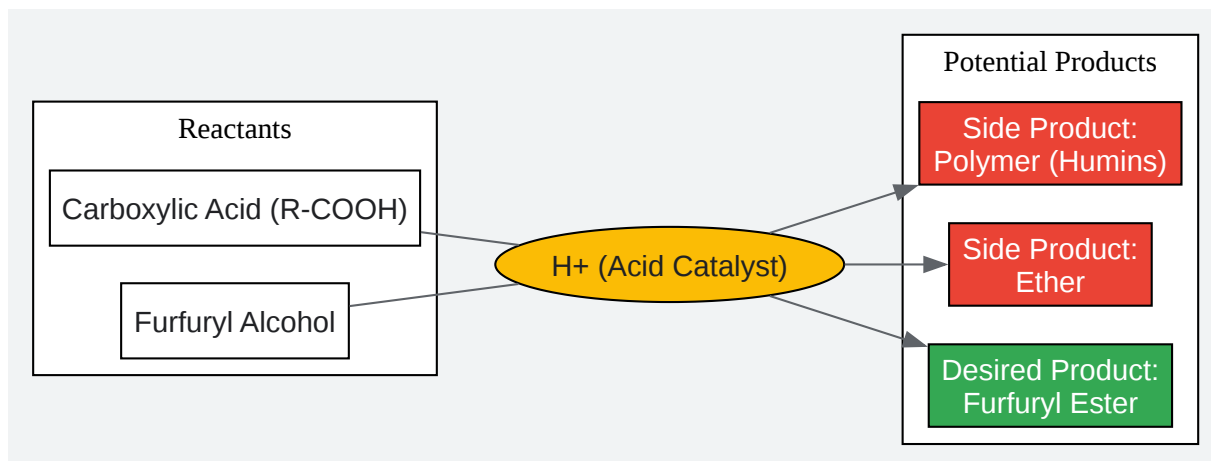 Reactants
Carboxylic Acid (R-COOH)
Furfuryl Alcohol
H+ (Acid Catalyst)
Potential Products
Side Product:
Polymer (Humins)
Side Product:
Ether
Desired Product:
Furfuryl Ester